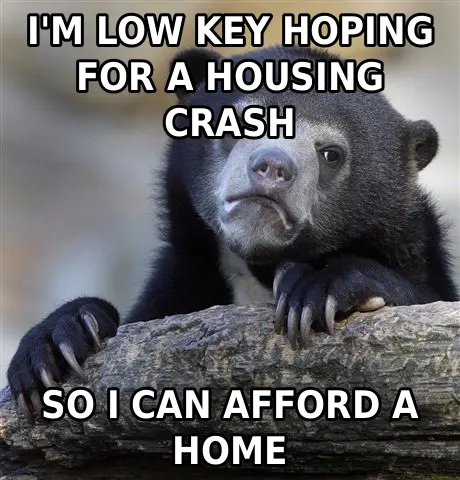 I'M LOW KEY HOPING
FOR A HOUSING
CRASH
SO I CAN AFFORD A
HOME